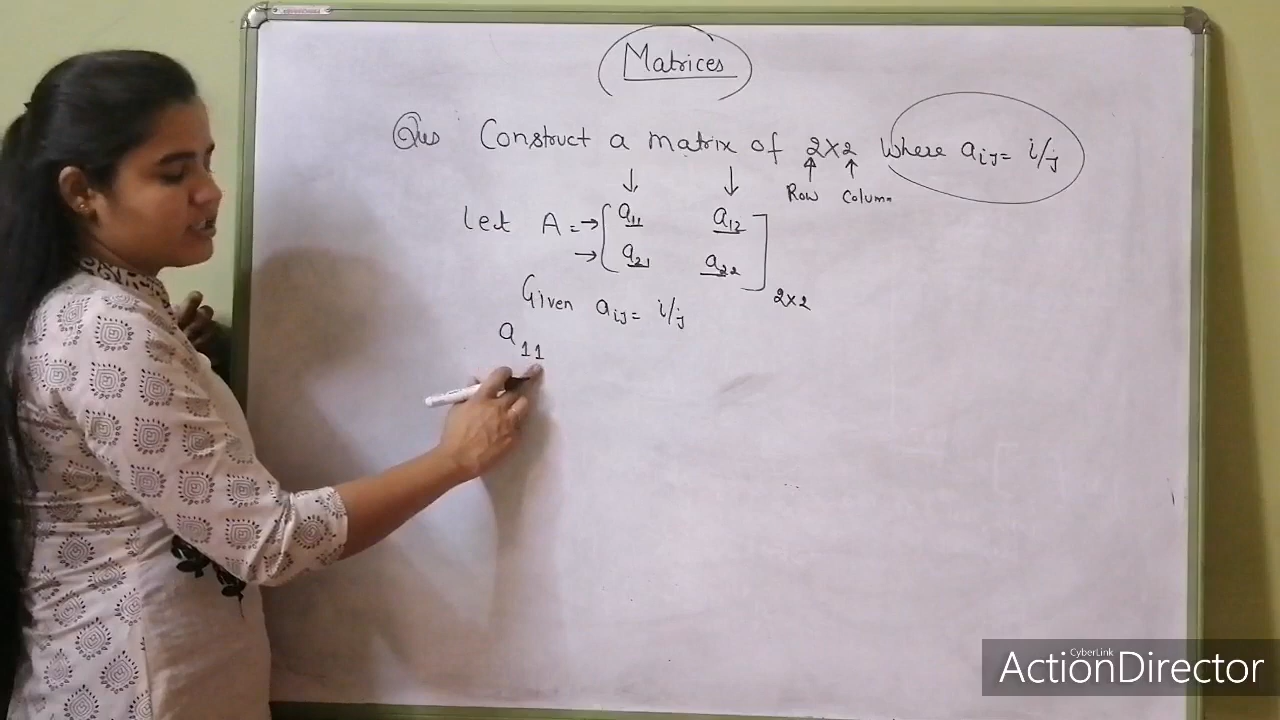 Matrices
Ques Construct a matrix of 2×2 where aij = i/j
Row Column
Let A = a11 a12
a21 a22
2×2
Given aij = i/j
a11
CyberLink
ActionDirector